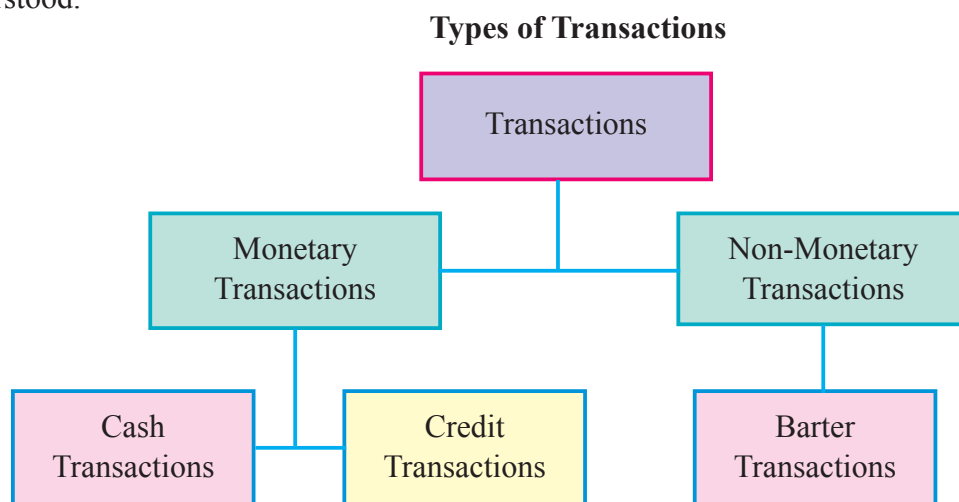 Types of Transactions
Transactions
Monetary
Transactions
Non-Monetary
Transactions
Cash
Transactions
Credit
Transactions
Barter
Transactions